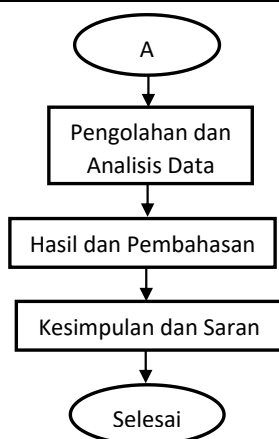 A
Pengolahan dan
Analisis Data
Hasil dan Pembahasan
Kesimpulan dan Saran
Selesai